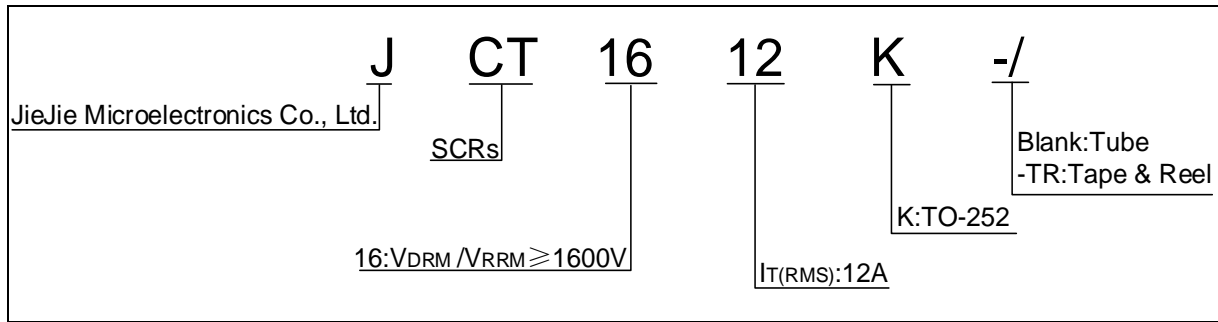 J CT 16 12 K -/
JieJie Microelectronics Co., Ltd.
SCRs
Blank:Tube
-TR:Tape & Reel
K:TO-252
16:VDRM /VRRM≥1600V
IT(RMS):12A